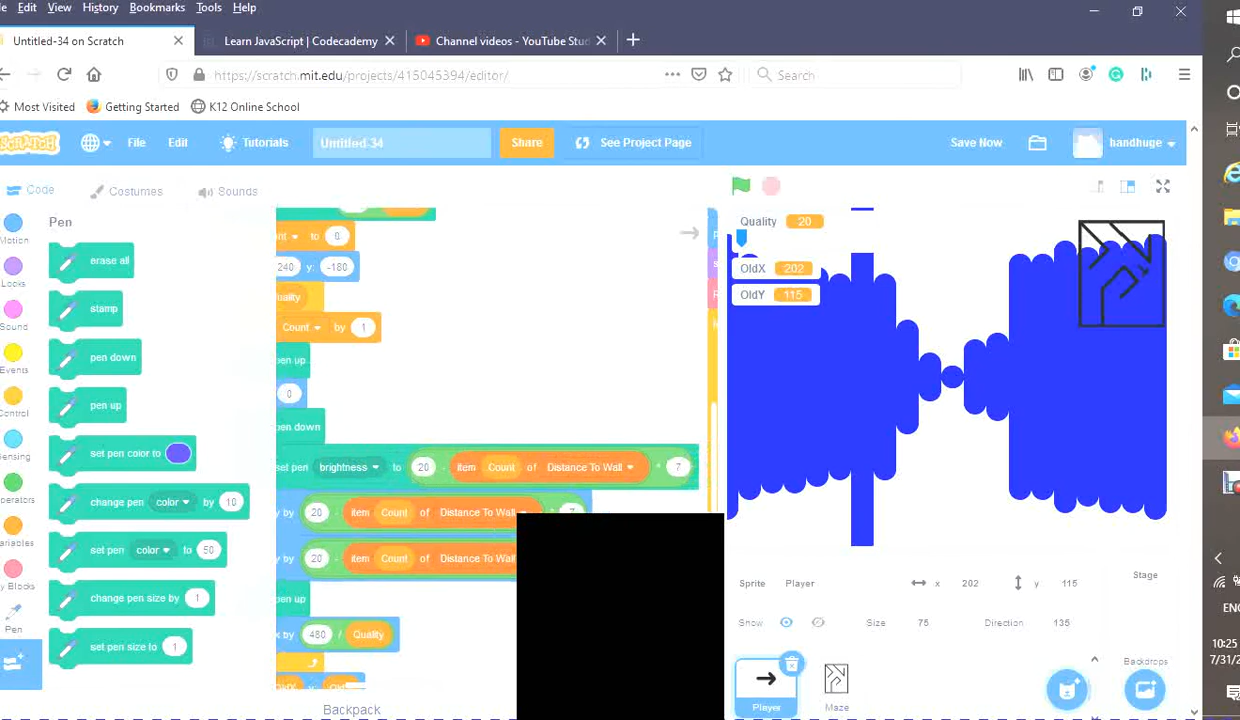 Edit View History Bookmarks Tools Help
Untitled-34 on Scratch
Learn JavaScript | Codecademy
Channel videos - YouTube Stu
https://scratch.mit.edu/projects/415045394/editor/
Search
Most Visited Getting Started K12 Online School
SCRATCH File Edit Tutorials Untitled-34 Share See Project Page Save Now handhuge
Code Costumes Sounds
Motion
Looks
Sound
Events
Control
Sensing
Operators
Variables
My Blocks
Pen
Pen
erase all
stamp
pen down
pen up
set pen color to
change pen color by 10
set pen color to 50
change pen size by 1
set pen size to 1
to 0
240 y: -180
Quality
Count by 1
pen up
0
pen down
set pen brightness to 20 - item Count of Distance To Wall * 7
y by 20 - item Count of Distance To Wall * 7
y by 20 - item Count of Distance To Wall
pen up
x by 480 / Quality
Backpack
Quality 20
OldX 202
OldY 115
Sprite Player x 202 y 115
Show Size 75 Direction 135
Player
Maze
Stage
Backdrops
10:25
7/31/2